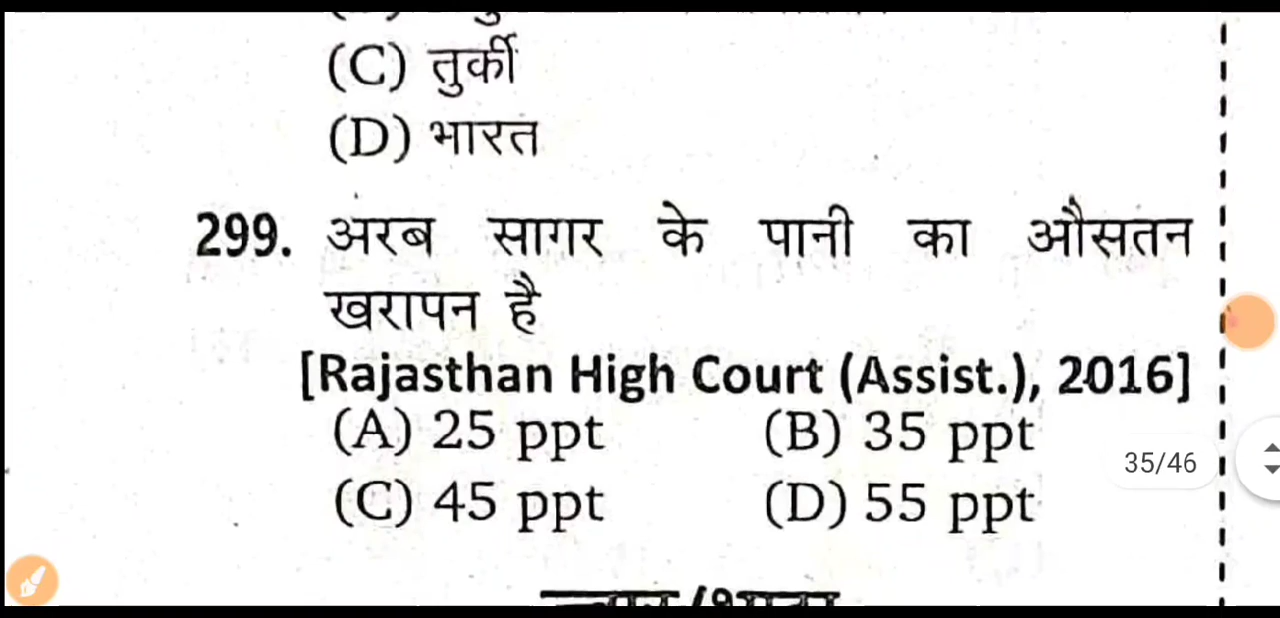 (C) तुर्की
(D) भारत
299. अरब सागर के पानी का औसतन
खरापन है
[Rajasthan High Court (Assist.), 2016]
(A) 25 ppt (B) 35 ppt
35/46
(C) 45 ppt (D) 55 ppt